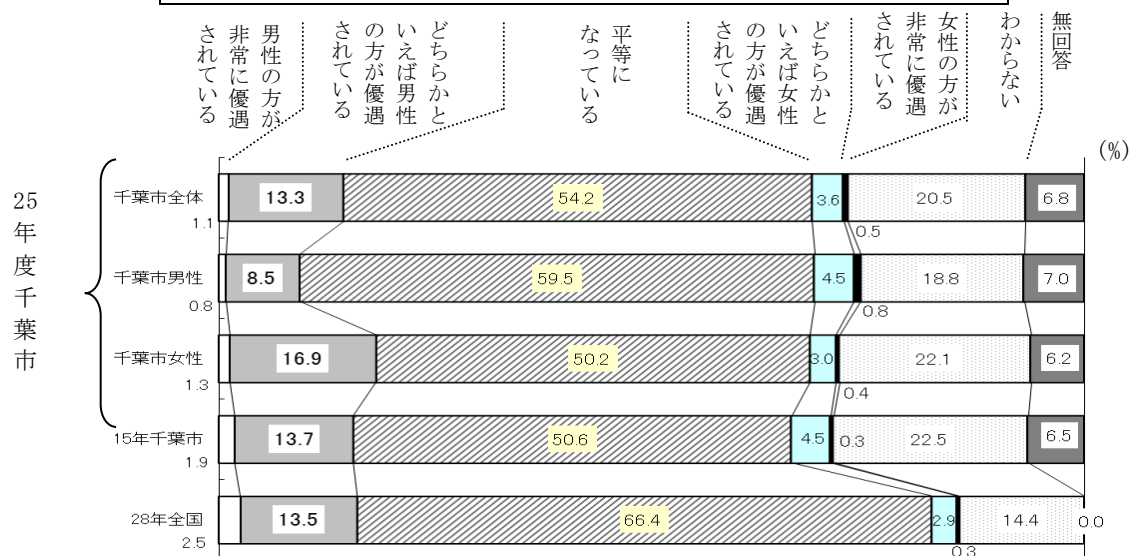 男性の方が
非常に優遇
されている
どちらかと
いえば男性
の方が優遇
されている
平等に
なっている
どちらかと
いえば女性
の方が優遇
されている
女性の方が
非常に優遇
されている
わからない
無回答
(%)
25年度千葉市
千葉市全体
1.1
13.3
54.2
3.6
0.5
20.5
6.8
千葉市男性
0.8
8.5
59.5
4.5
0.8
18.8
7.0
千葉市女性
1.3
16.9
50.2
3.0
0.4
22.1
6.2
15年千葉市
1.9
13.7
50.6
4.5
0.3
22.5
6.5
28年全国
2.5
13.5
66.4
2.9
0.3
14.4
0.0